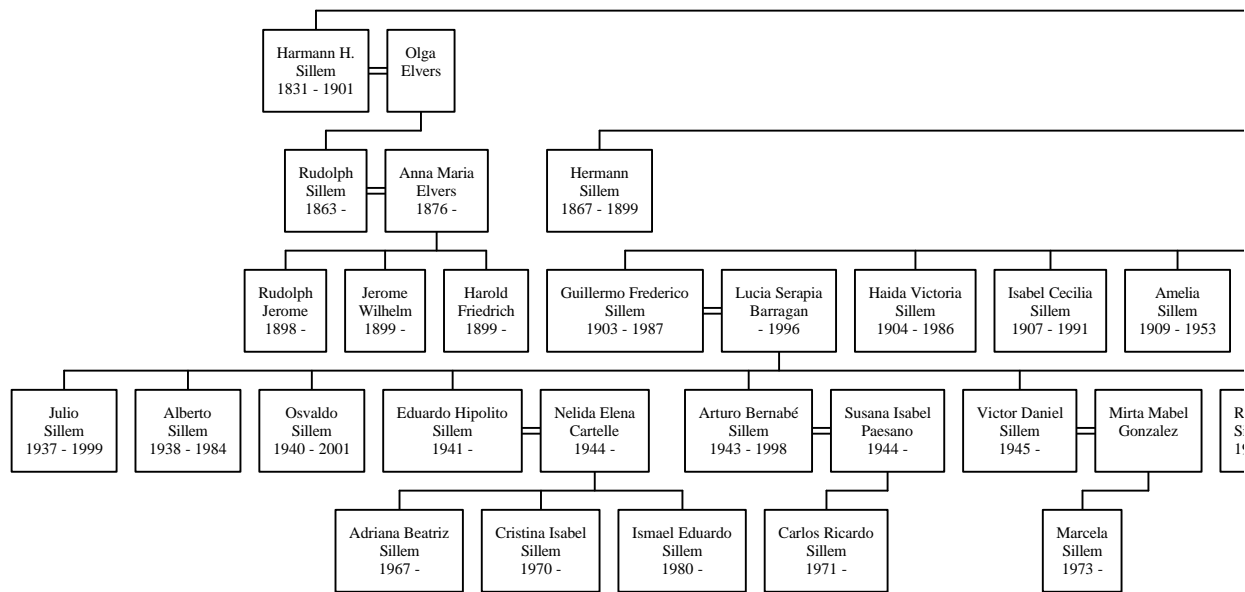 Harmann H.
Sillem
1831 - 1901
Olga
Elvers
Rudolph
Sillem
1863 -
Anna Maria
Elvers
1876 -
Hermann
Sillem
1867 - 1899
Rudolph
Jerome
1898 -
Jerome
Wilhelm
1899 -
Harold
Friedrich
1899 -
Guillermo Frederico
Sillem
1903 - 1987
Lucia Serapia
Barragan
- 1996
Haida Victoria
Sillem
1904 - 1986
Isabel Cecilia
Sillem
1907 - 1991
Amelia
Sillem
1909 - 1953
Julio
Sillem
1937 - 1999
Alberto
Sillem
1938 - 1984
Osvaldo
Sillem
1940 - 2001
Eduardo Hipolito
Sillem
1941 -
Nelida Elena
Cartelle
1944 -
Arturo Bernabé
Sillem
1943 - 1998
Susana Isabel
Paesano
1944 -
Victor Daniel
Sillem
1945 -
Mirta Mabel
Gonzalez
Adriana Beatriz
Sillem
1967 -
Cristina Isabel
Sillem
1970 -
Ismael Eduardo
Sillem
1980 -
Carlos Ricardo
Sillem
1971 -
Marcela
Sillem
1973 -